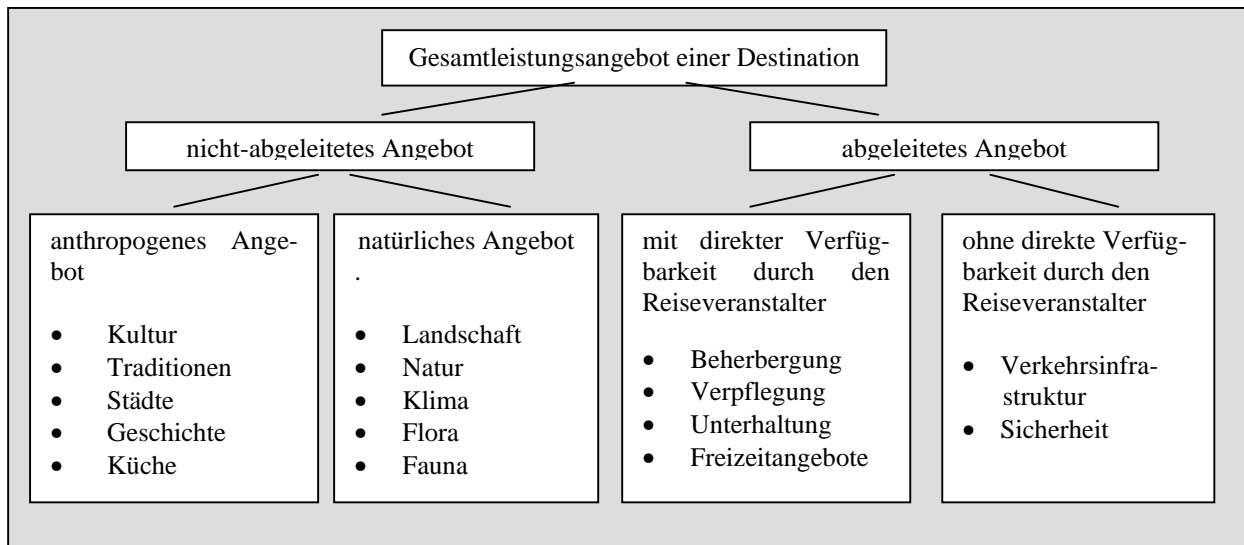 Gesamtleistungsangebot einer Destination
nicht-abgeleitetes Angebot
abgeleitetes Angebot
anthropogenes Ange-
bot
• Kultur
• Traditionen
• Städte
• Geschichte
• Küche
natürliches Angebot
.
• Landschaft
• Natur
• Klima
• Flora
• Fauna
mit direkter Verfüg-
barkeit durch den
Reiseveranstalter
• Beherbergung
• Verpflegung
• Unterhaltung
• Freizeitangebote
ohne direkte Verfüg-
barkeit durch den
Reiseveranstalter
• Verkehrsinfra-
struktur
• Sicherheit